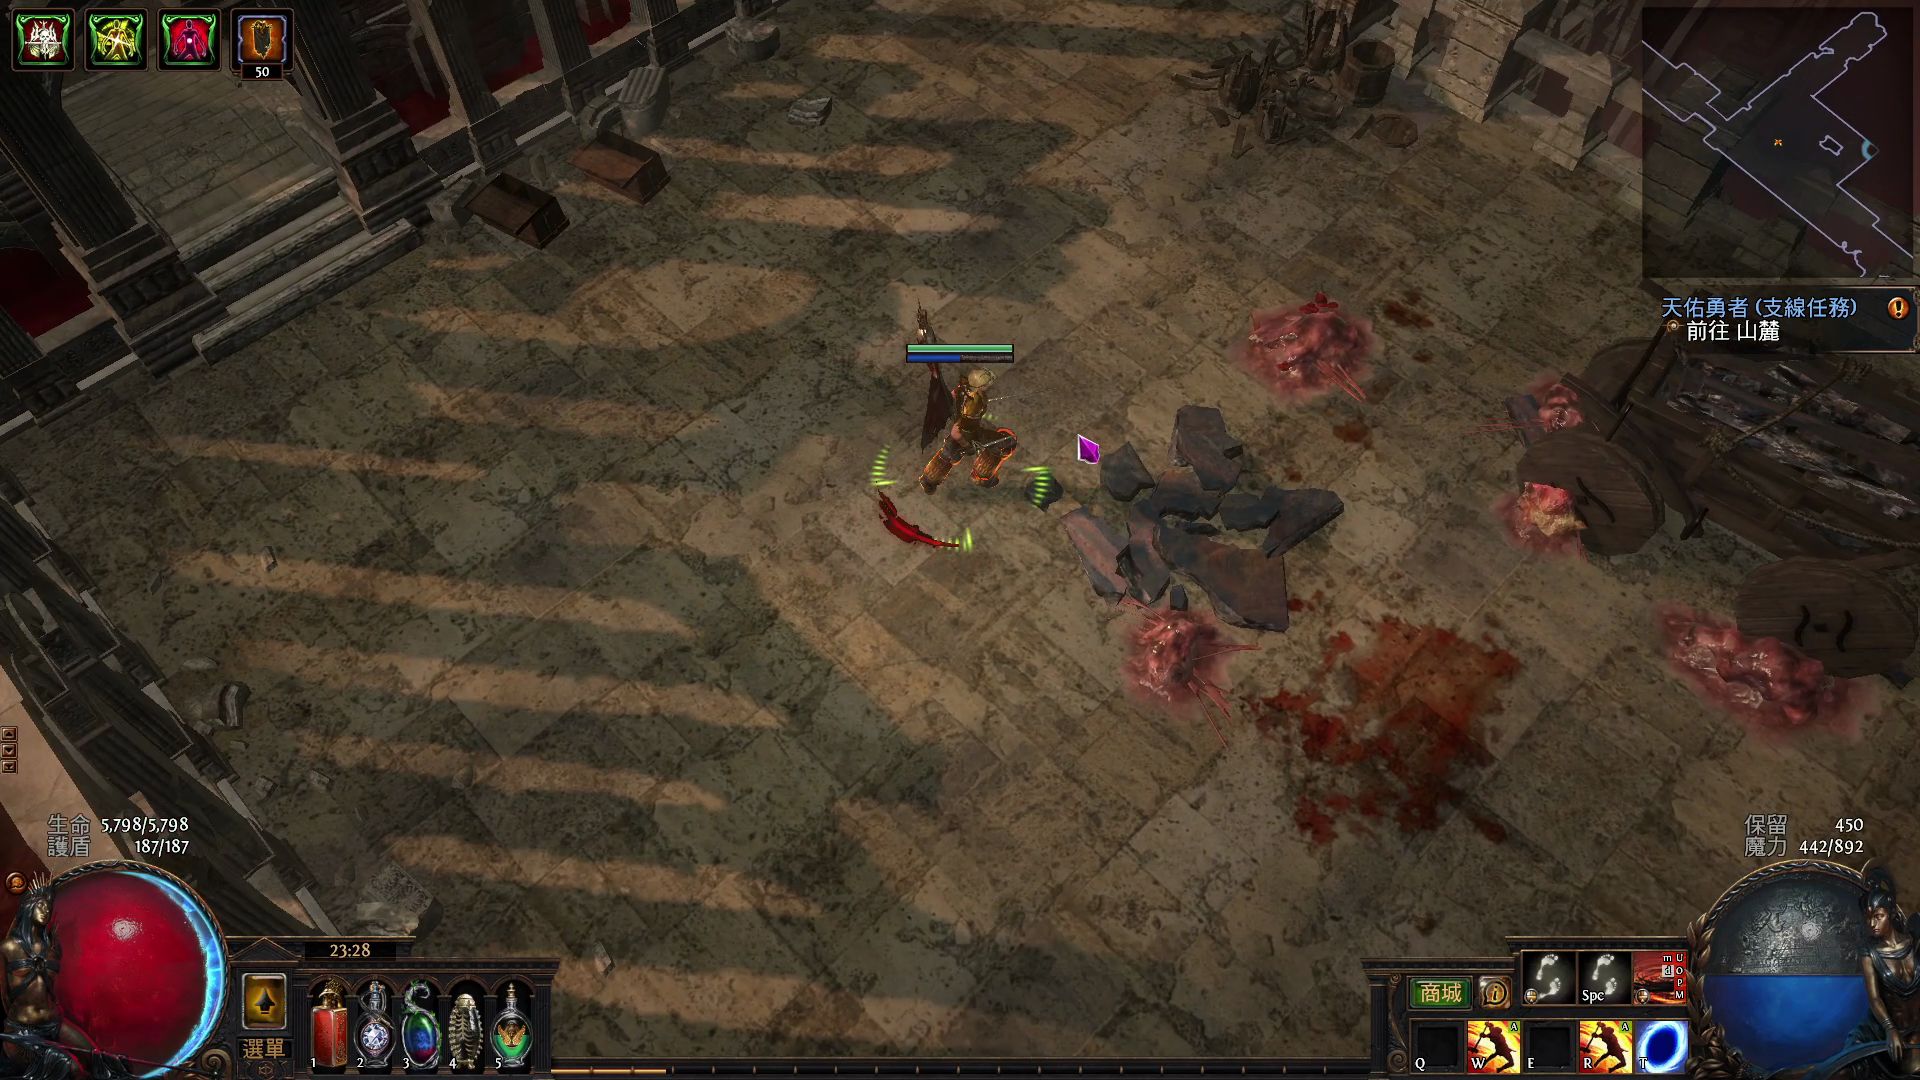 50
天佑勇者 (支線任務)
前往 山麓
生命 5,798/5,798
護盾 187/187
保留 450
魔力 442/892
23:28
選單
1 2 3 4 5
商城
Spc
Q W A E R A T